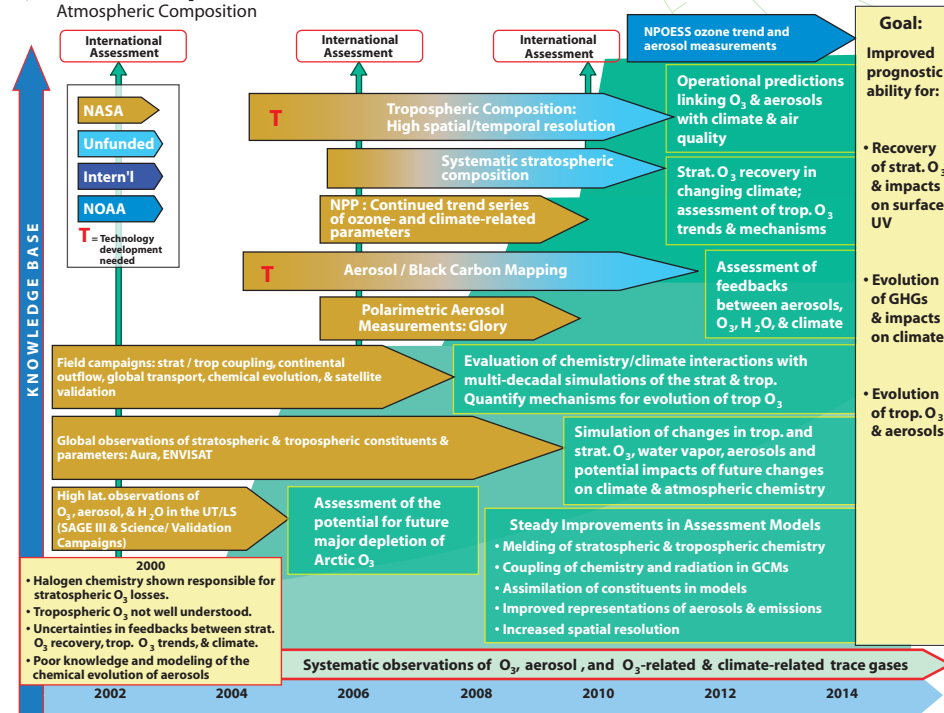 Atmospheric Composition
International
Assessment
International
Assessment
International
Assessment
NPOESS ozone trend and
aerosol measurements
Goal:
Improved
prognostic
ability for:
• Recovery
of strat. O3
& impacts
on surface
UV
• Evolution
of GHGs
& impacts
on climate
• Evolution
of trop. O3
& aerosols
KNOWLEDGE BASE
NASA
Unfunded
Intern'l
NOAA
T = Technology
development
needed
T
Tropospheric Composition:
High spatial/temporal resolution
Operational predictions
linking O3 & aerosols
with climate & air
quality
Systematic stratospheric
composition
Strat. O3 recovery in
changing climate;
assessment of trop. O3
trends & mechanisms
NPP : Continued trend series
of ozone- and climate-related
parameters
T
Aerosol / Black Carbon Mapping
Assessment of
feedbacks
between aerosols,
O3, H2O, & climate
Polarimetric Aerosol
Measurements: Glory
Field campaigns: strat / trop coupling, continental
outflow, global transport, chemical evolution, & satellite
validation
Evaluation of chemistry/climate interactions with
multi-decadal simulations of the strat & trop.
Quantify mechanisms for evolution of trop O3
Global observations of stratospheric & tropospheric constituents &
parameters: Aura, ENVISAT
Simulation of changes in trop. and
strat. O3, water vapor, aerosols and
potential impacts of future changes
on climate & atmospheric chemistry
High lat. observations of
O3, aerosol, & H2O in the UT/LS
(SAGE III & Science/ Validation
Campaigns)
Assessment of the
potential for future
major depletion of
Arctic O3
Steady Improvements in Assessment Models
• Melding of stratospheric & tropospheric chemistry
• Coupling of chemistry and radiation in GCMs
• Assimilation of constituents in models
• Improved representations of aerosols & emissions
• Increased spatial resolution
2000
• Halogen chemistry shown responsible for
stratospheric O3 losses.
• Tropospheric O3 not well understood.
• Uncertainties in feedbacks between strat.
O3 recovery, trop. O3 trends, & climate.
• Poor knowledge and modeling of the
chemical evolution of aerosols
Systematic observations of O3, aerosol , and O3-related & climate-related trace gases
2002 2004 2006 2008 2010 2012 2014